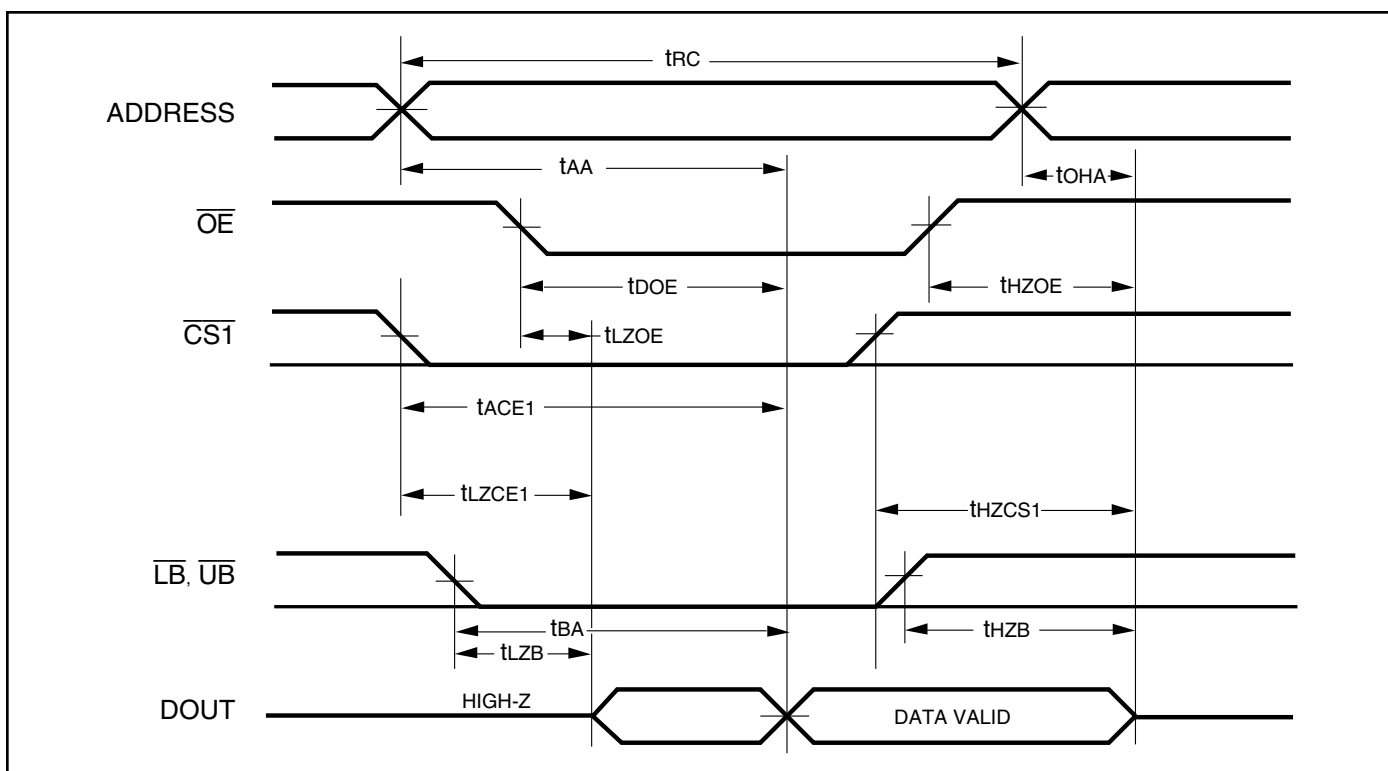 tRC
ADDRESS
tAA
tOHA
OE
tDOE
tHZOE
CS1
tLZOE
tACE1
tLZCE1
tHZCS1
LB, UB
tBA
tHZB
tLZB
HIGH-Z
DOUT
DATA VALID